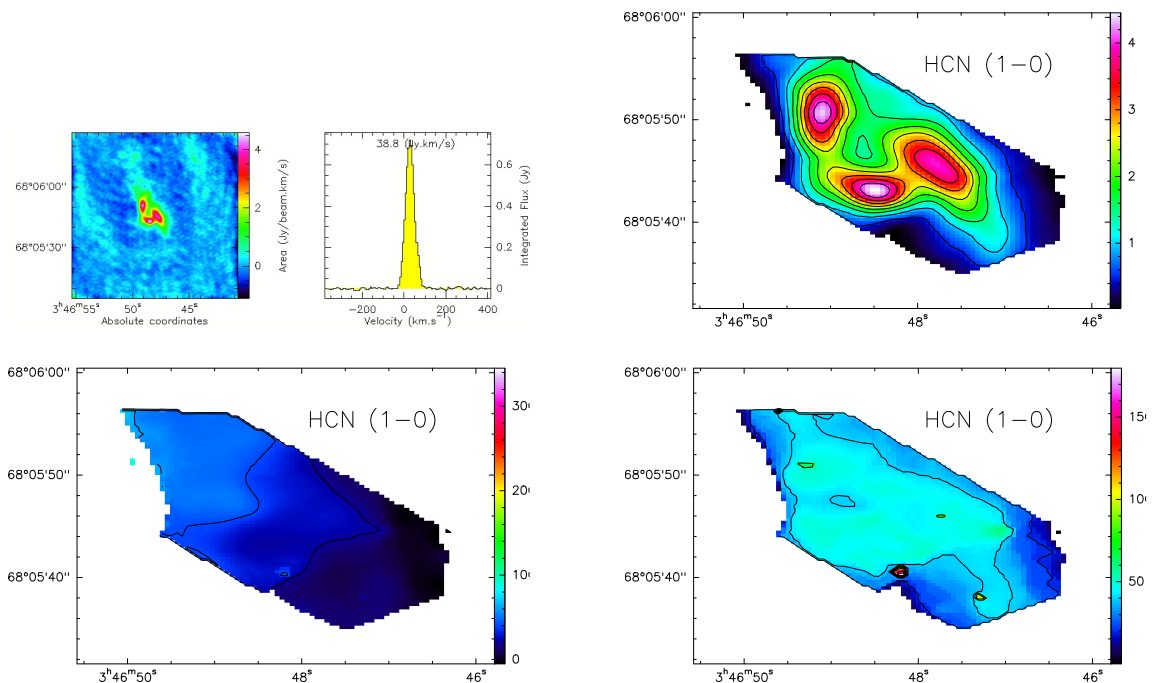 68°06'00''
68°05'30''
3ʰ46ᵐ55ˢ 50ˢ 45ˢ
Absolute coordinates
4
2
0
Area (Jy/beam.km/s)
38.8 (Jy.km/s)
0.6
0.4
0.2
0
Integrated Flux (Jy)
−200 0 200 400
Velocity (km.s⁻¹)
HCN (1−0)
68°06'00''
68°05'50''
68°05'40''
3ʰ46ᵐ50ˢ 48ˢ 46ˢ
4
3
2
1
HCN (1−0)
68°06'00''
68°05'50''
68°05'40''
3ʰ46ᵐ50ˢ 48ˢ 46ˢ
0
HCN (1−0)
68°06'00''
68°05'50''
68°05'40''
3ʰ46ᵐ50ˢ 48ˢ 46ˢ
50